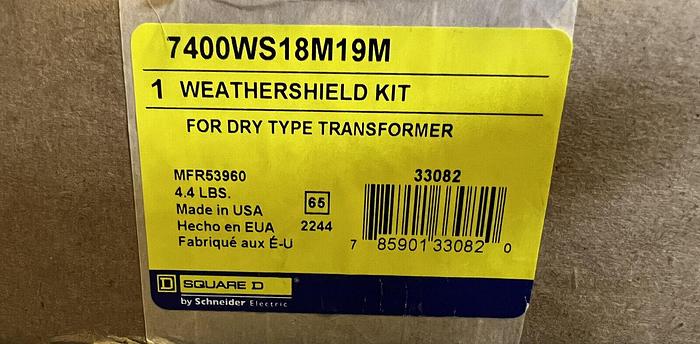 7400WS18M19M
1 WEATHERSHIELD KIT
FOR DRY TYPE TRANSFORMER
MFR53960
4.4 LBS.
Made in USA
Hecho en EUA
Fabriqué aux É-U
65
2244
33082
7 85901 33082 0
D SQUARE D
by Schneider Electric